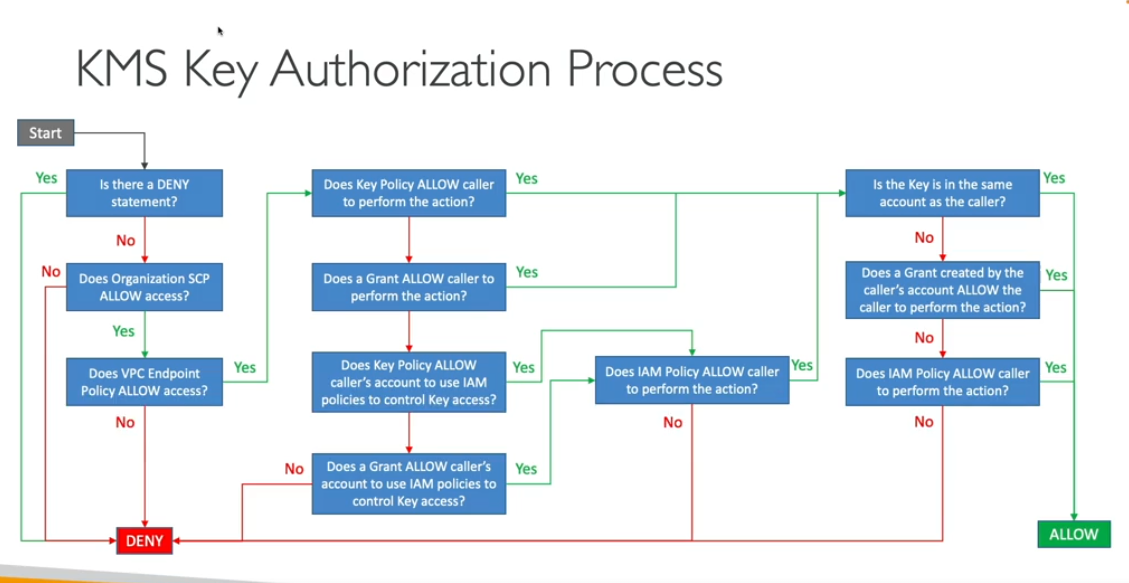 KMS Key Authorization Process
Start
Yes
Is there a DENY
statement?
No
No
Does Organization SCP
ALLOW access?
Yes
Does VPC Endpoint
Policy ALLOW access?
Yes
No
DENY
Does Key Policy ALLOW caller
to perform the action?
Yes
Does a Grant ALLOW caller to
perform the action?
Yes
Does Key Policy ALLOW
caller's account to use IAM
policies to control Key access?
Yes
No
Does a Grant ALLOW caller's
account to use IAM policies to
control Key access?
Yes
Does IAM Policy ALLOW caller
to perform the action?
Yes
No
Is the Key is in the same
account as the caller?
Yes
No
Does a Grant created by the
caller's account ALLOW the
caller to perform the action?
Yes
No
Does IAM Policy ALLOW caller
to perform the action?
Yes
No
ALLOW